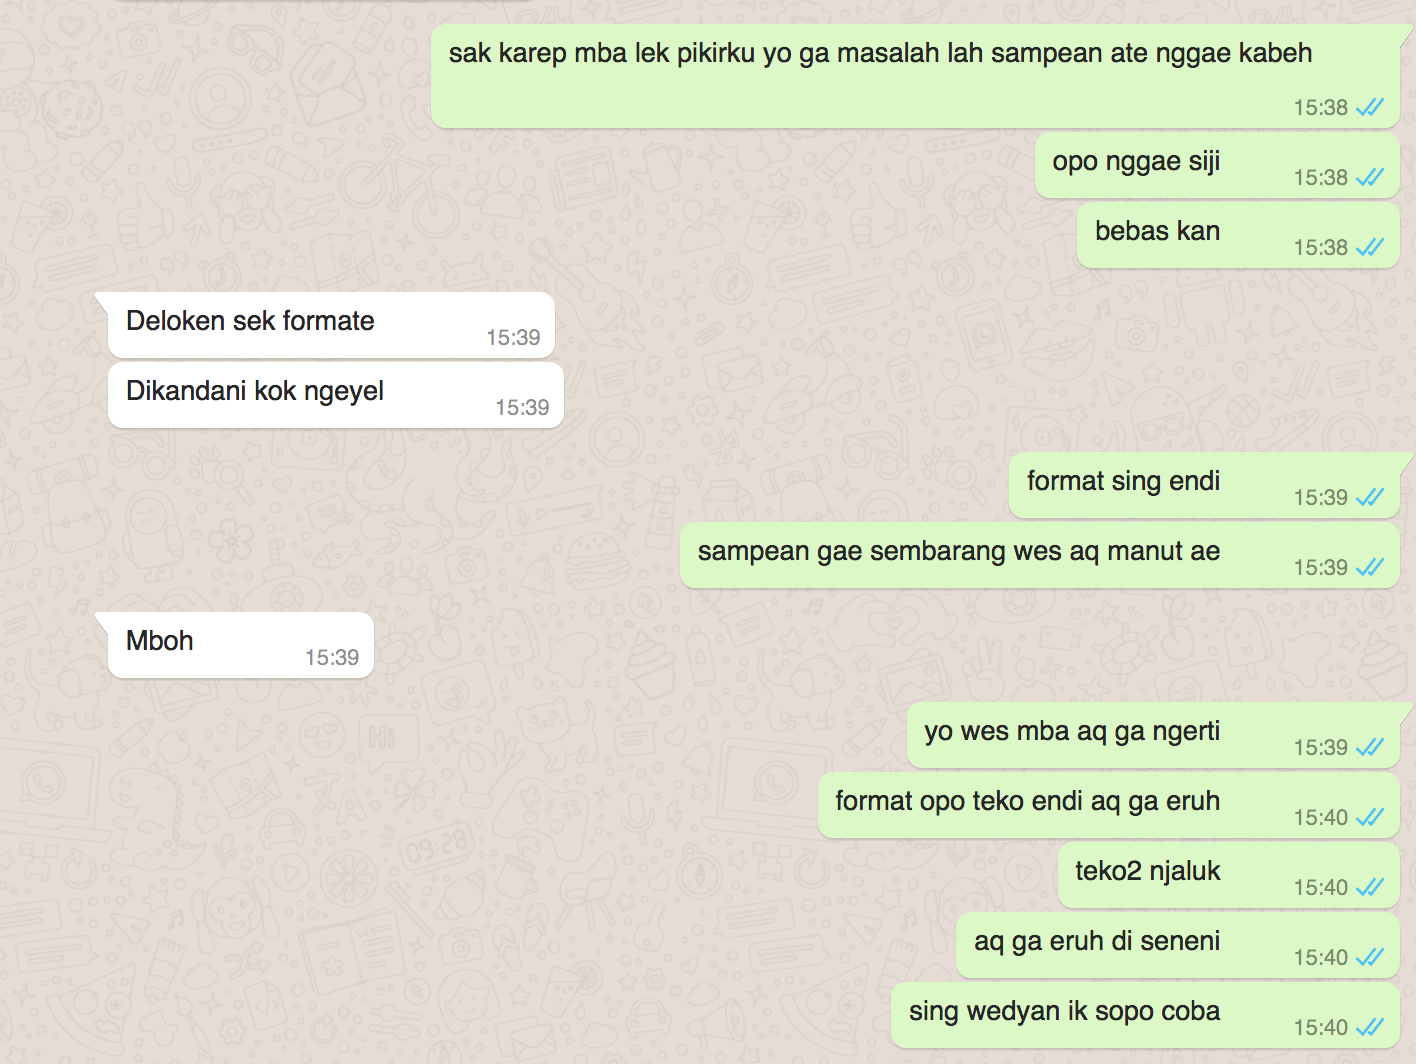 sak karep mba lek pikirku yo ga masalah lah sampean ate nggae kabeh
15:38
opo nggae siji
15:38
bebas kan
15:38
Deloken sek formate
15:39
Dikandani kok ngeyel
15:39
format sing endi
15:39
sampean gae sembarang wes aq manut ae
15:39
Mboh
15:39
yo wes mba aq ga ngerti
15:39
format opo teko endi aq ga eruh
15:40
teko2 njaluk
15:40
aq ga eruh di seneni
15:40
sing wedyan ik sopo coba
15:40